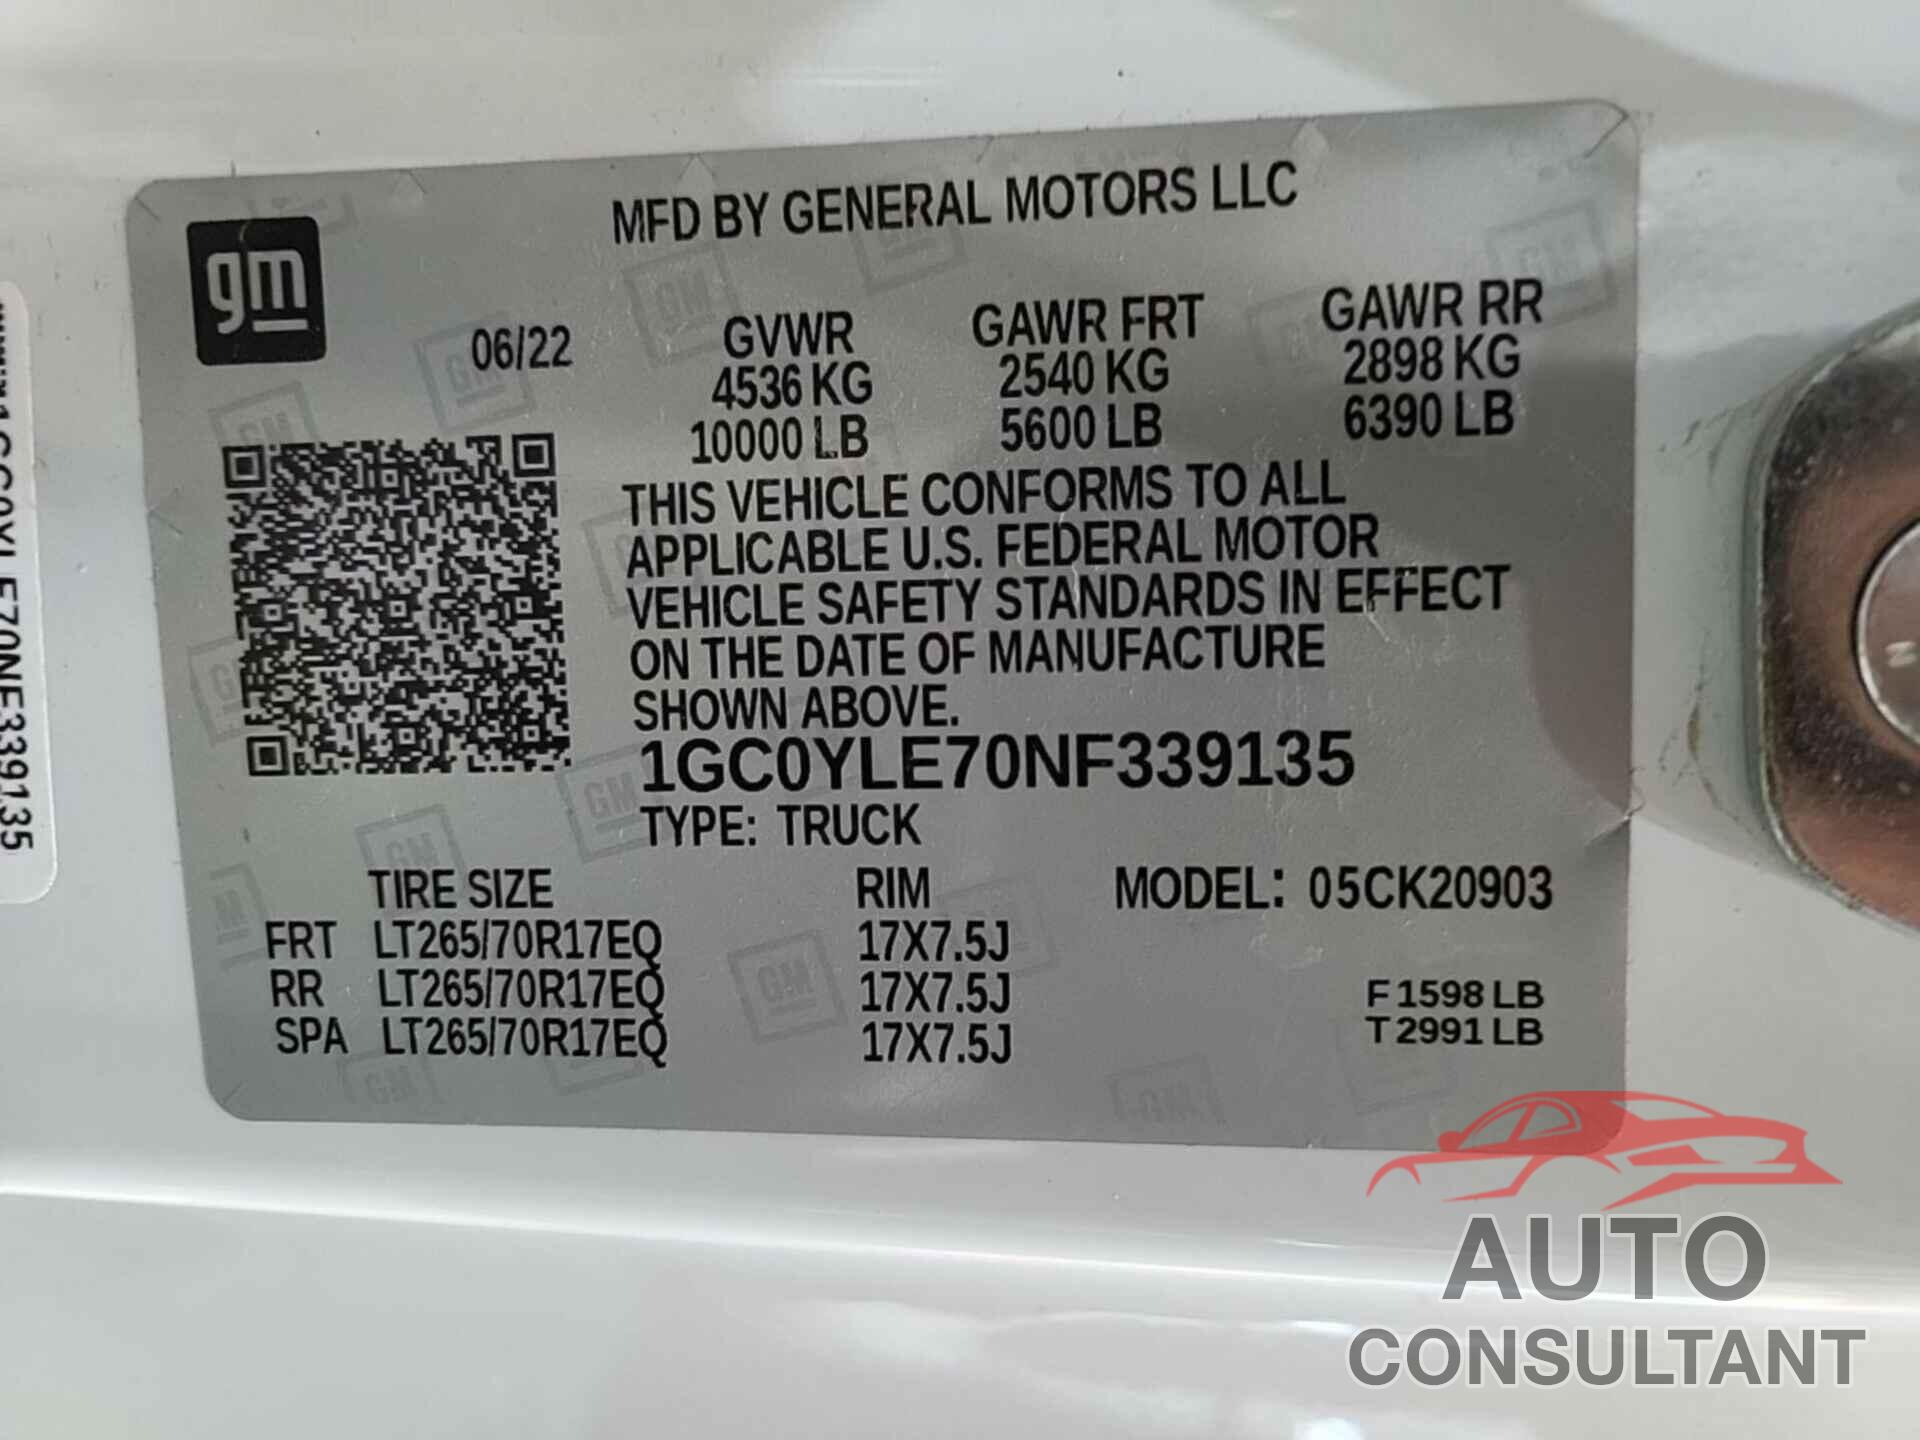 MFD BY GENERAL MOTORS LLC
gm
06/22
GVWR GAWR FRT GAWR RR
4536 KG 2540 KG 2898 KG
10000 LB 5600 LB 6390 LB
THIS VEHICLE CONFORMS TO ALL
APPLICABLE U.S. FEDERAL MOTOR
VEHICLE SAFETY STANDARDS IN EFFECT
ON THE DATE OF MANUFACTURE
SHOWN ABOVE.
1GC0YLE70NF339135
TYPE: TRUCK
TIRE SIZE RIM MODEL: 05CK20903
FRT LT265/70R17EQ 17X7.5J
RR LT265/70R17EQ 17X7.5J
SPA LT265/70R17EQ 17X7.5J
F 1598 LB
T 2991 LB
AUTO
CONSULTANT